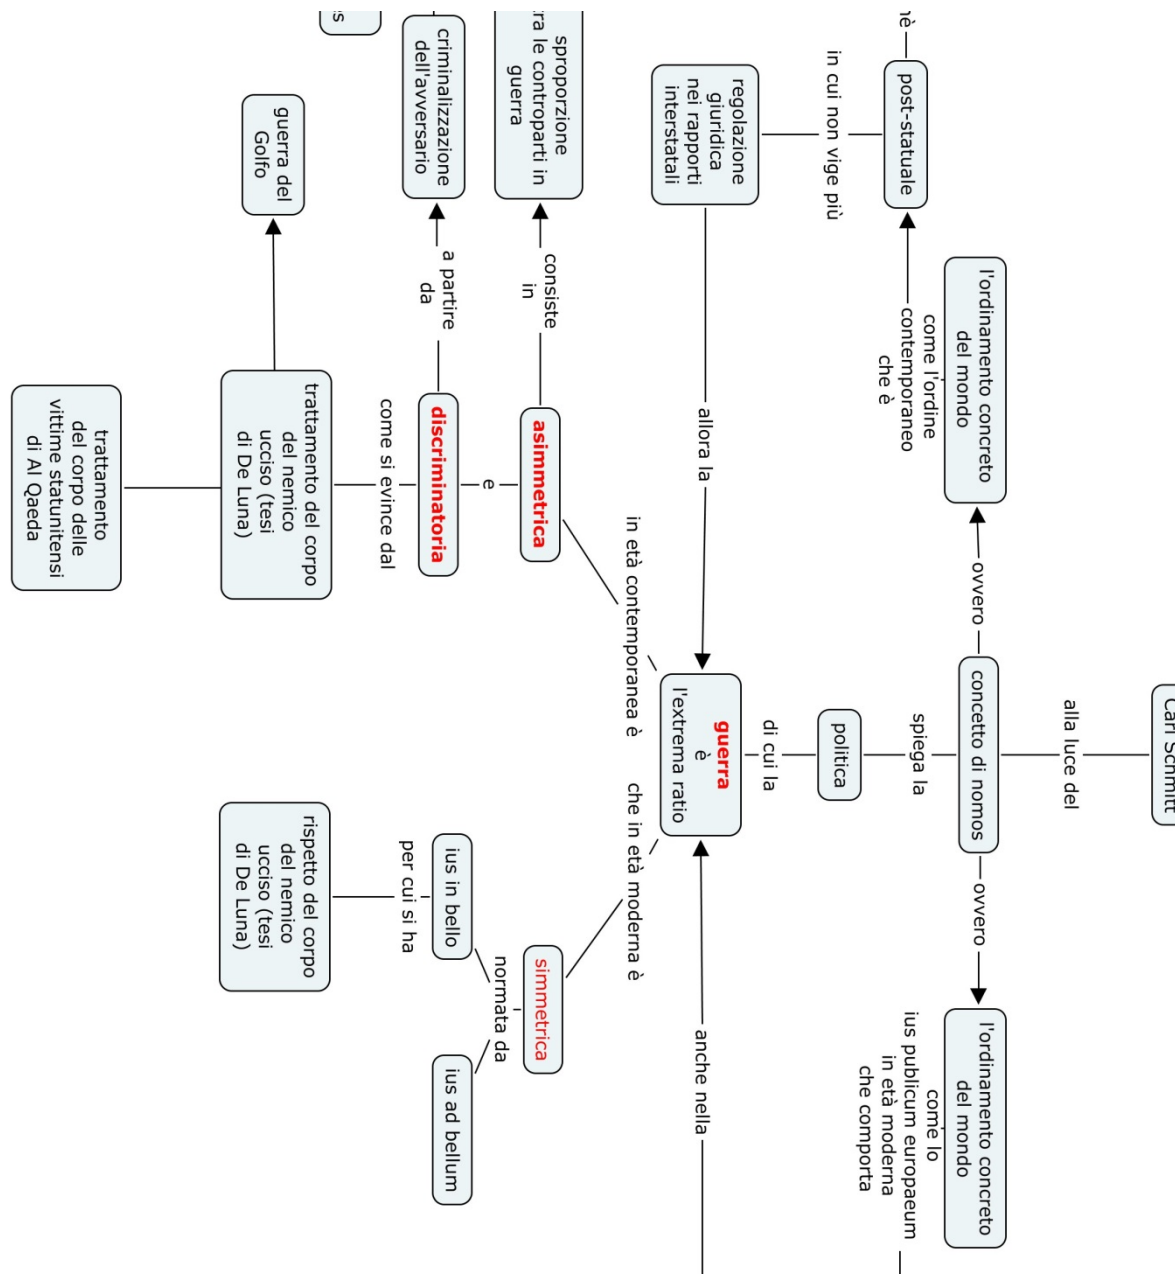 Carl Schmitt
alla luce del
ovvero
concetto di nomos
ovvero
l'ordinamento concreto
del mondo
come l'ordine
contemporaneo
che è
post-statuale
in cui non vige più
regolazione
giuridica
nei rapporti
interstatali
allora la
l'ordinamento concreto
del mondo
come lo
ius publicum europaeum
in età moderna
che comporta
spiega la
politica
di cui la
guerra
è
l'extrema ratio
anche nella
in età contemporanea è
che in età moderna è
sproporzione
tra le controparti in
guerra
consiste
in
asimmetrica
e
discriminatoria
a partire
da
criminalizzazione
dell'avversario
come si evince dal
trattamento del corpo
del nemico
ucciso (tesi
di De Luna)
guerra del
Golfo
trattamento
del corpo delle
vittime statunitensi
di Al Qaeda
simmetrica
normata da
ius in bello
ius ad bellum
per cui si ha
rispetto del corpo
del nemico
ucciso (tesi
di De Luna)